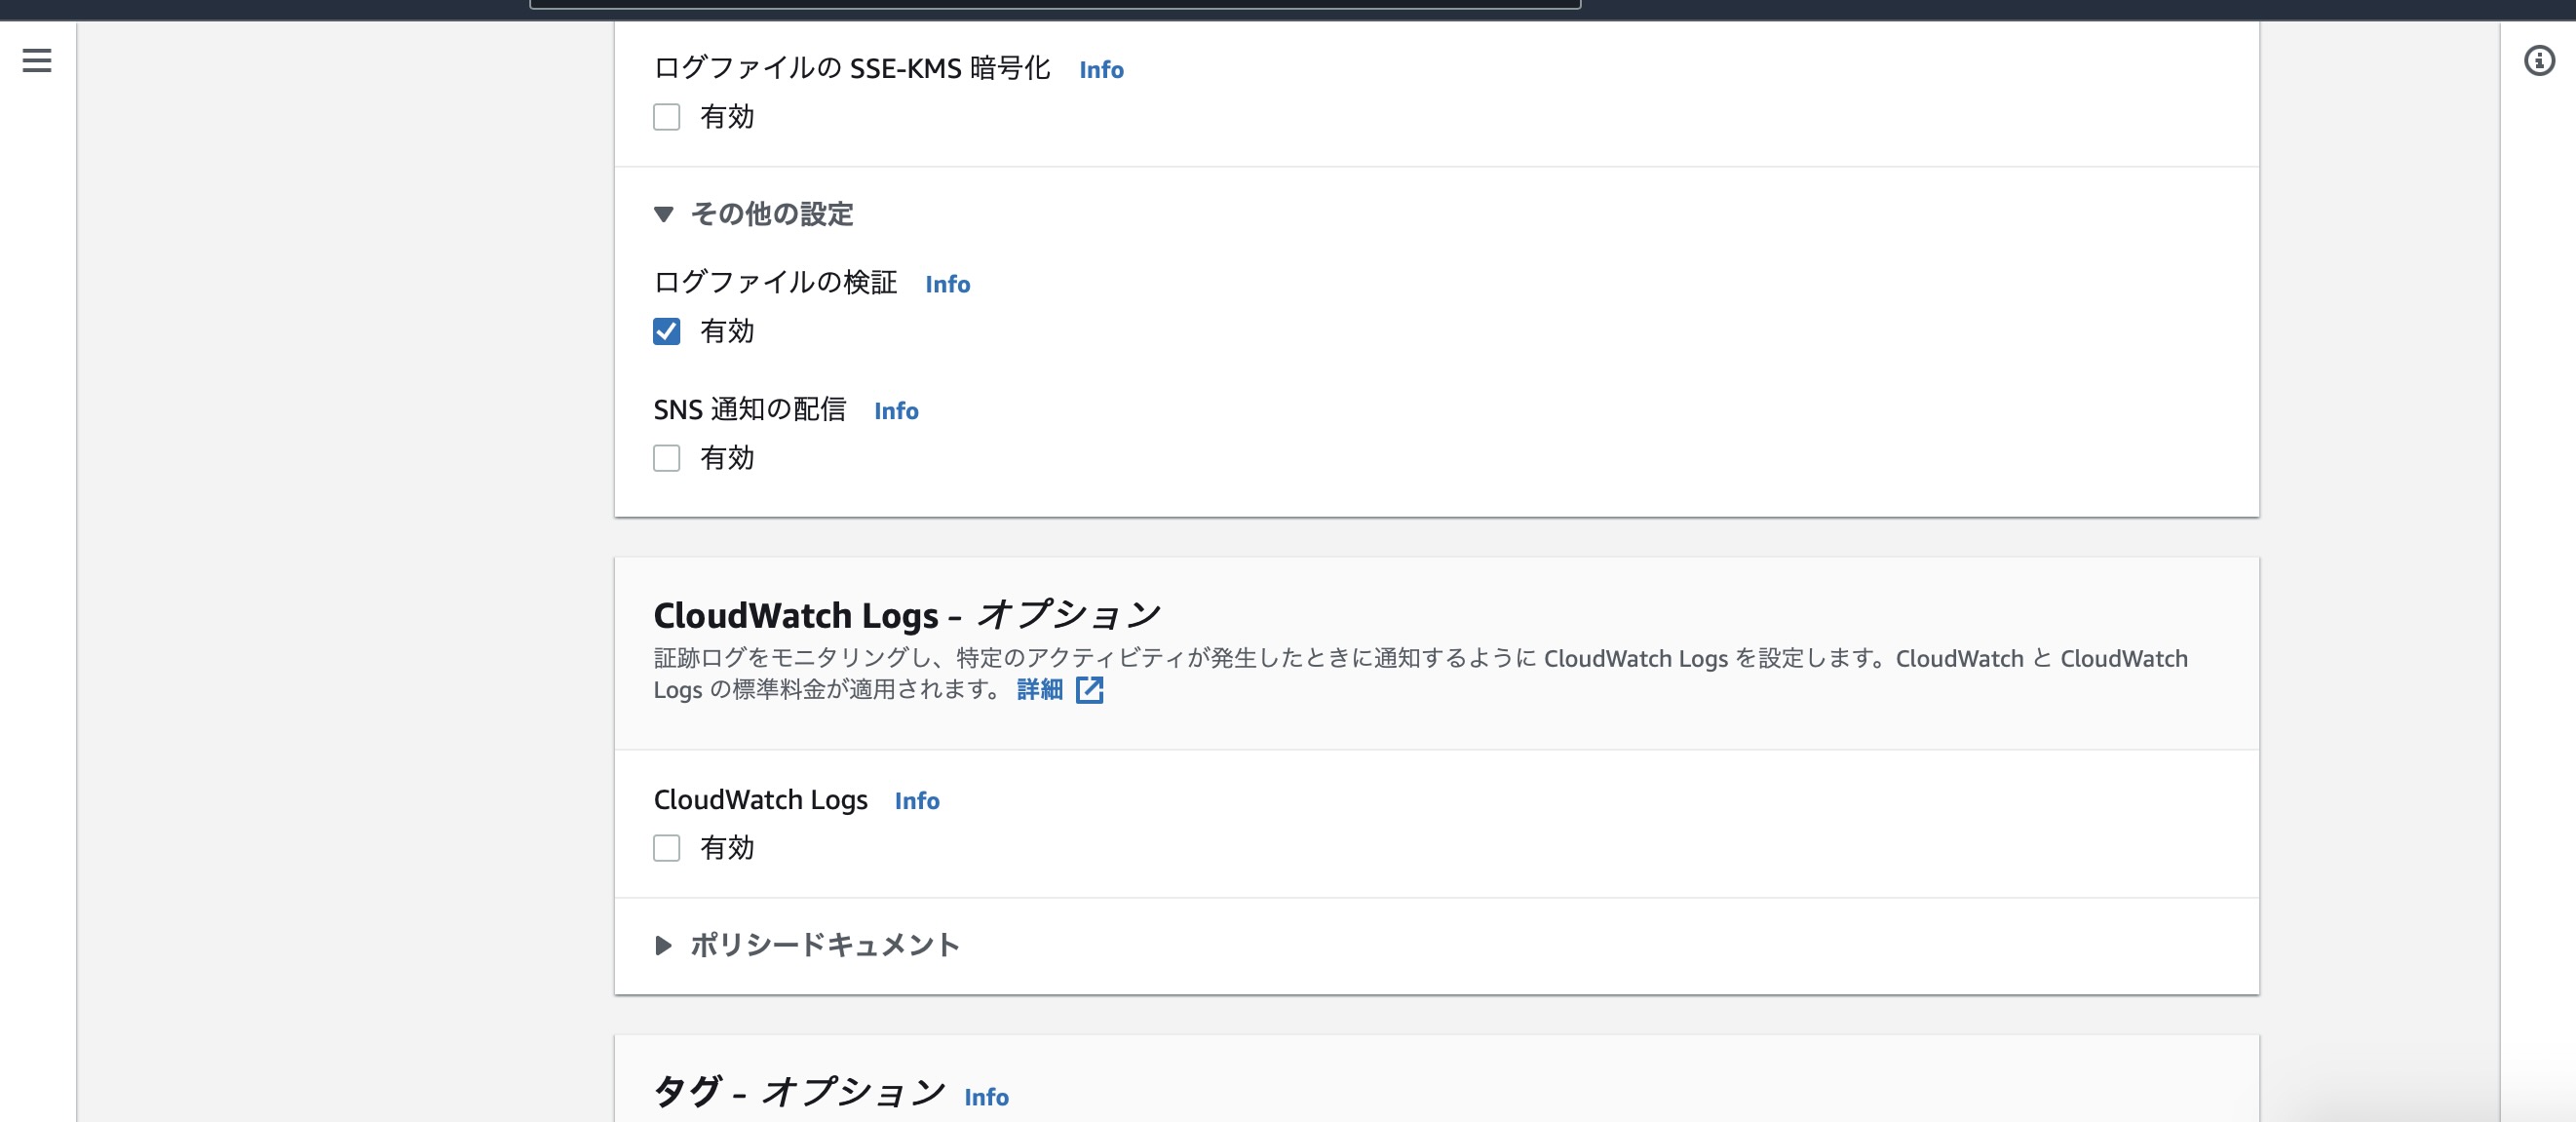 ログファイルの SSE-KMS 暗号化 Info
有効
その他の設定
ログファイルの検証 Info
有効
SNS 通知の配信 Info
有効
CloudWatch Logs - オプション
証跡ログをモニタリングし、特定のアクティビティが発生したときに通知するように CloudWatch Logs を設定します。CloudWatch と CloudWatch
Logs の標準料金が適用されます。 詳細
CloudWatch Logs Info
有効
ポリシードキュメント
タグ - オプション Info